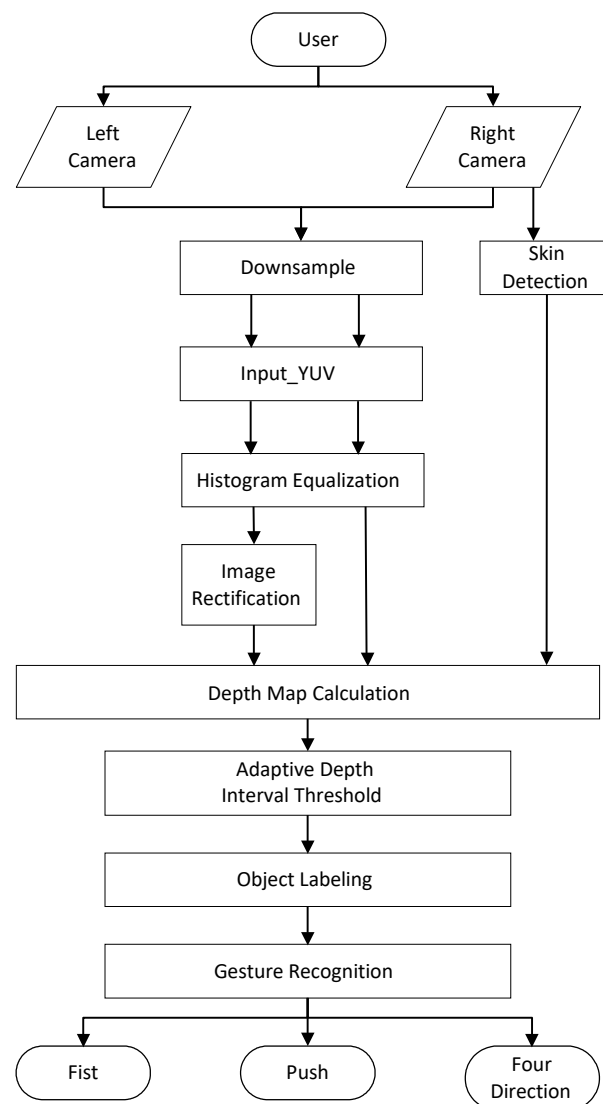 User
Left
Camera
Right
Camera
Downsample
Skin
Detection
Input_YUV
Histogram Equalization
Image
Rectification
Depth Map Calculation
Adaptive Depth
Interval Threshold
Object Labeling
Gesture Recognition
Fist
Push
Four
Direction